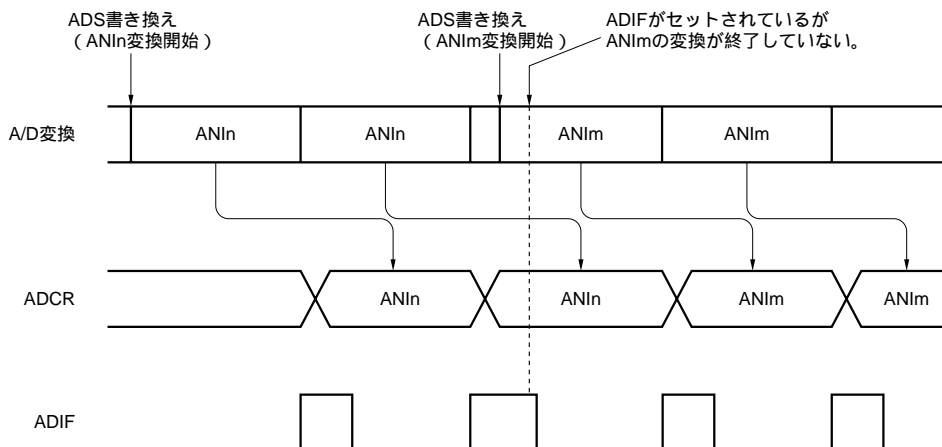 ADS書き換え
（ANIn変換開始）
ADS書き換え
（ANIm変換開始）
ADIFがセットされているが
ANImの変換が終了していない。
A/D変換
ANIn
ANIn
ANIm
ANIm
ADCR
ANIn
ANIn
ANIm
ANIm
ADIF